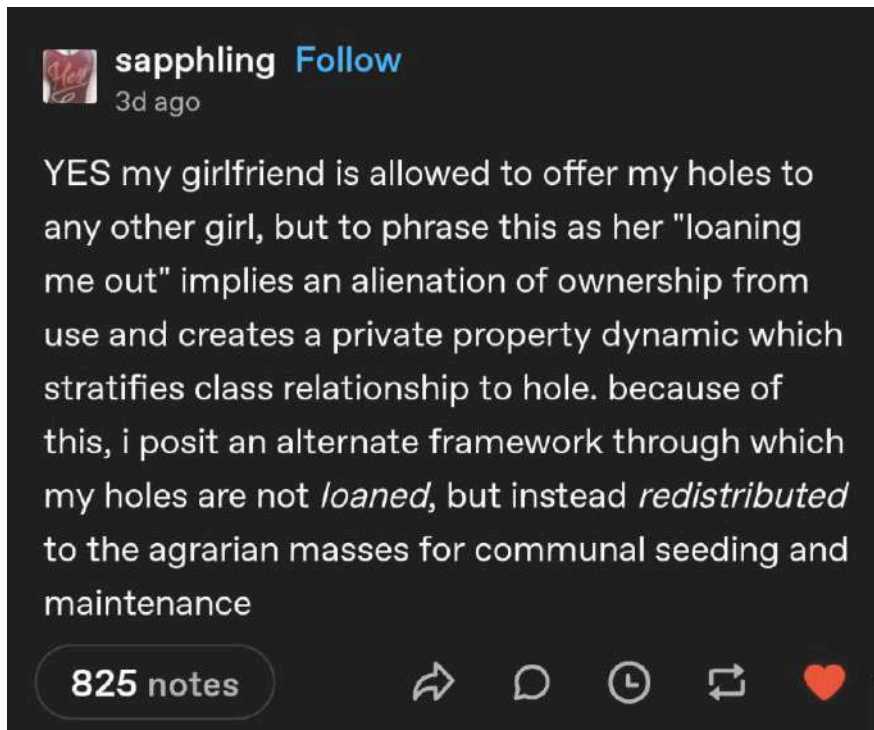 sapphling Follow
3d ago
YES my girlfriend is allowed to offer my holes to
any other girl, but to phrase this as her "loaning
me out" implies an alienation of ownership from
use and creates a private property dynamic which
stratifies class relationship to hole. because of
this, i posit an alternate framework through which
my holes are not loaned, but instead redistributed
to the agrarian masses for communal seeding and
maintenance
825 notes